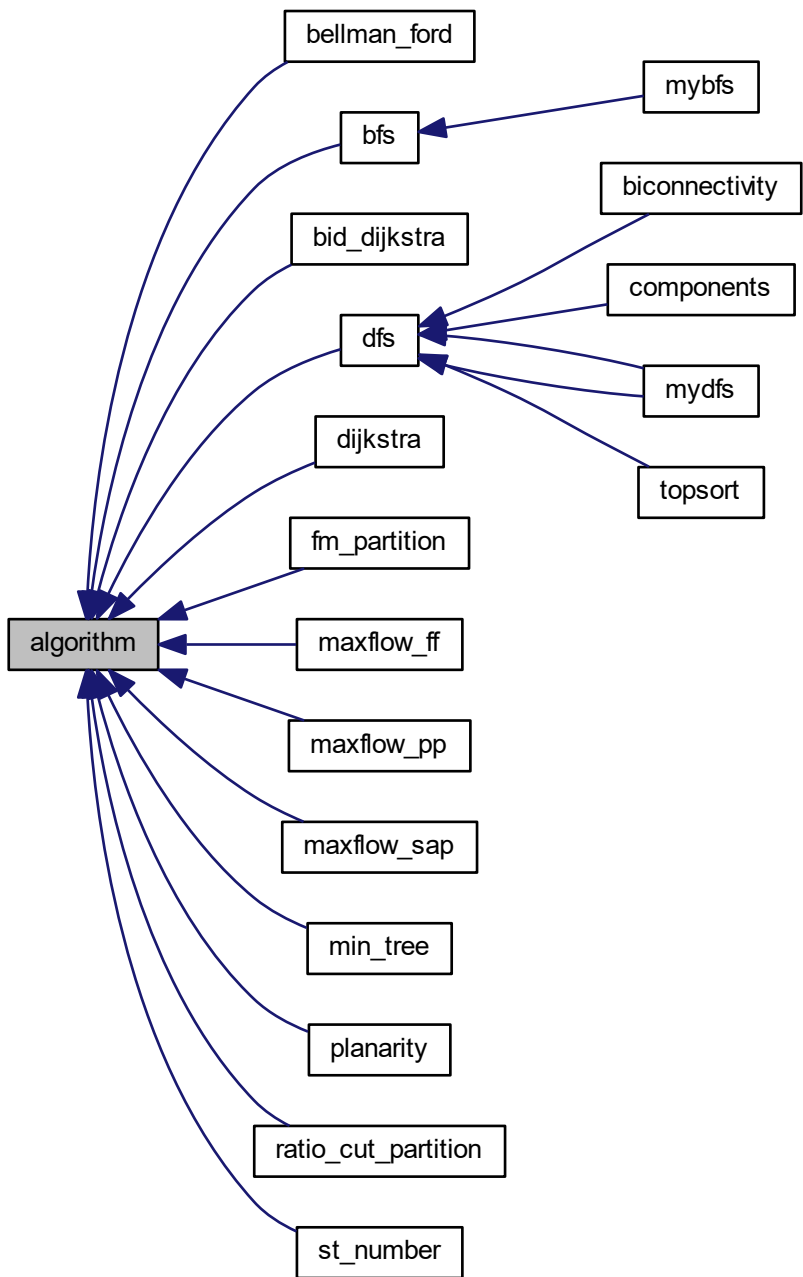 bellman_ford
mybfs
bfs
biconnectivity
bid_dijkstra
components
dfs
mydfs
dijkstra
topsort
fm_partition
algorithm
maxflow_ff
maxflow_pp
maxflow_sap
min_tree
planarity
ratio_cut_partition
st_number